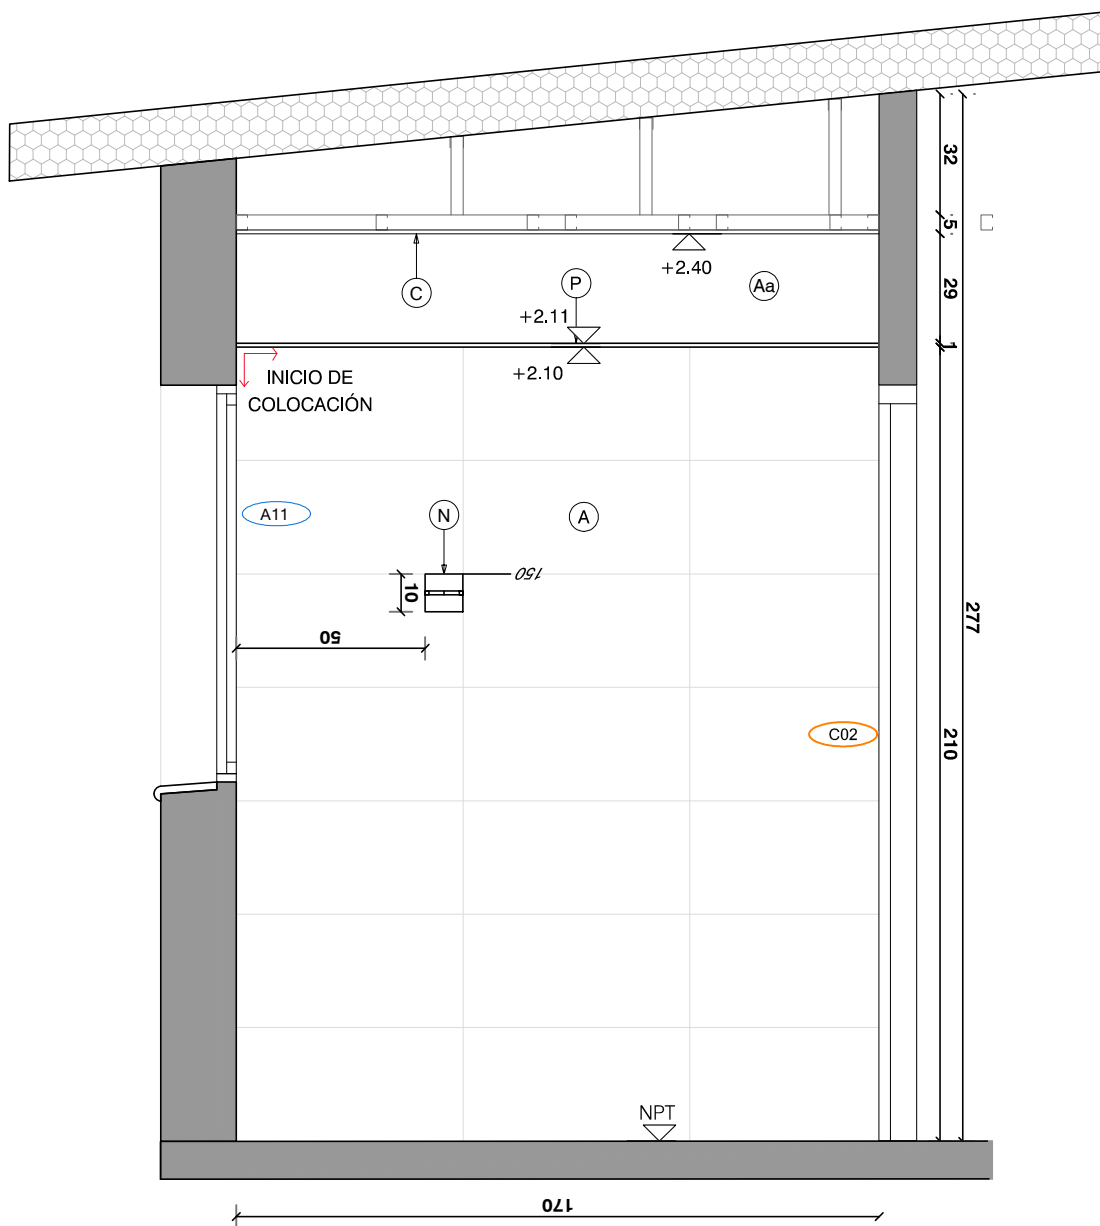 32
5
+2.40
C
P
Aa
29
+2.11
1
+2.10
INICIO DE
COLOCACIÓN
A11
N
A
150
10
277
50
C02
210
NPT
170